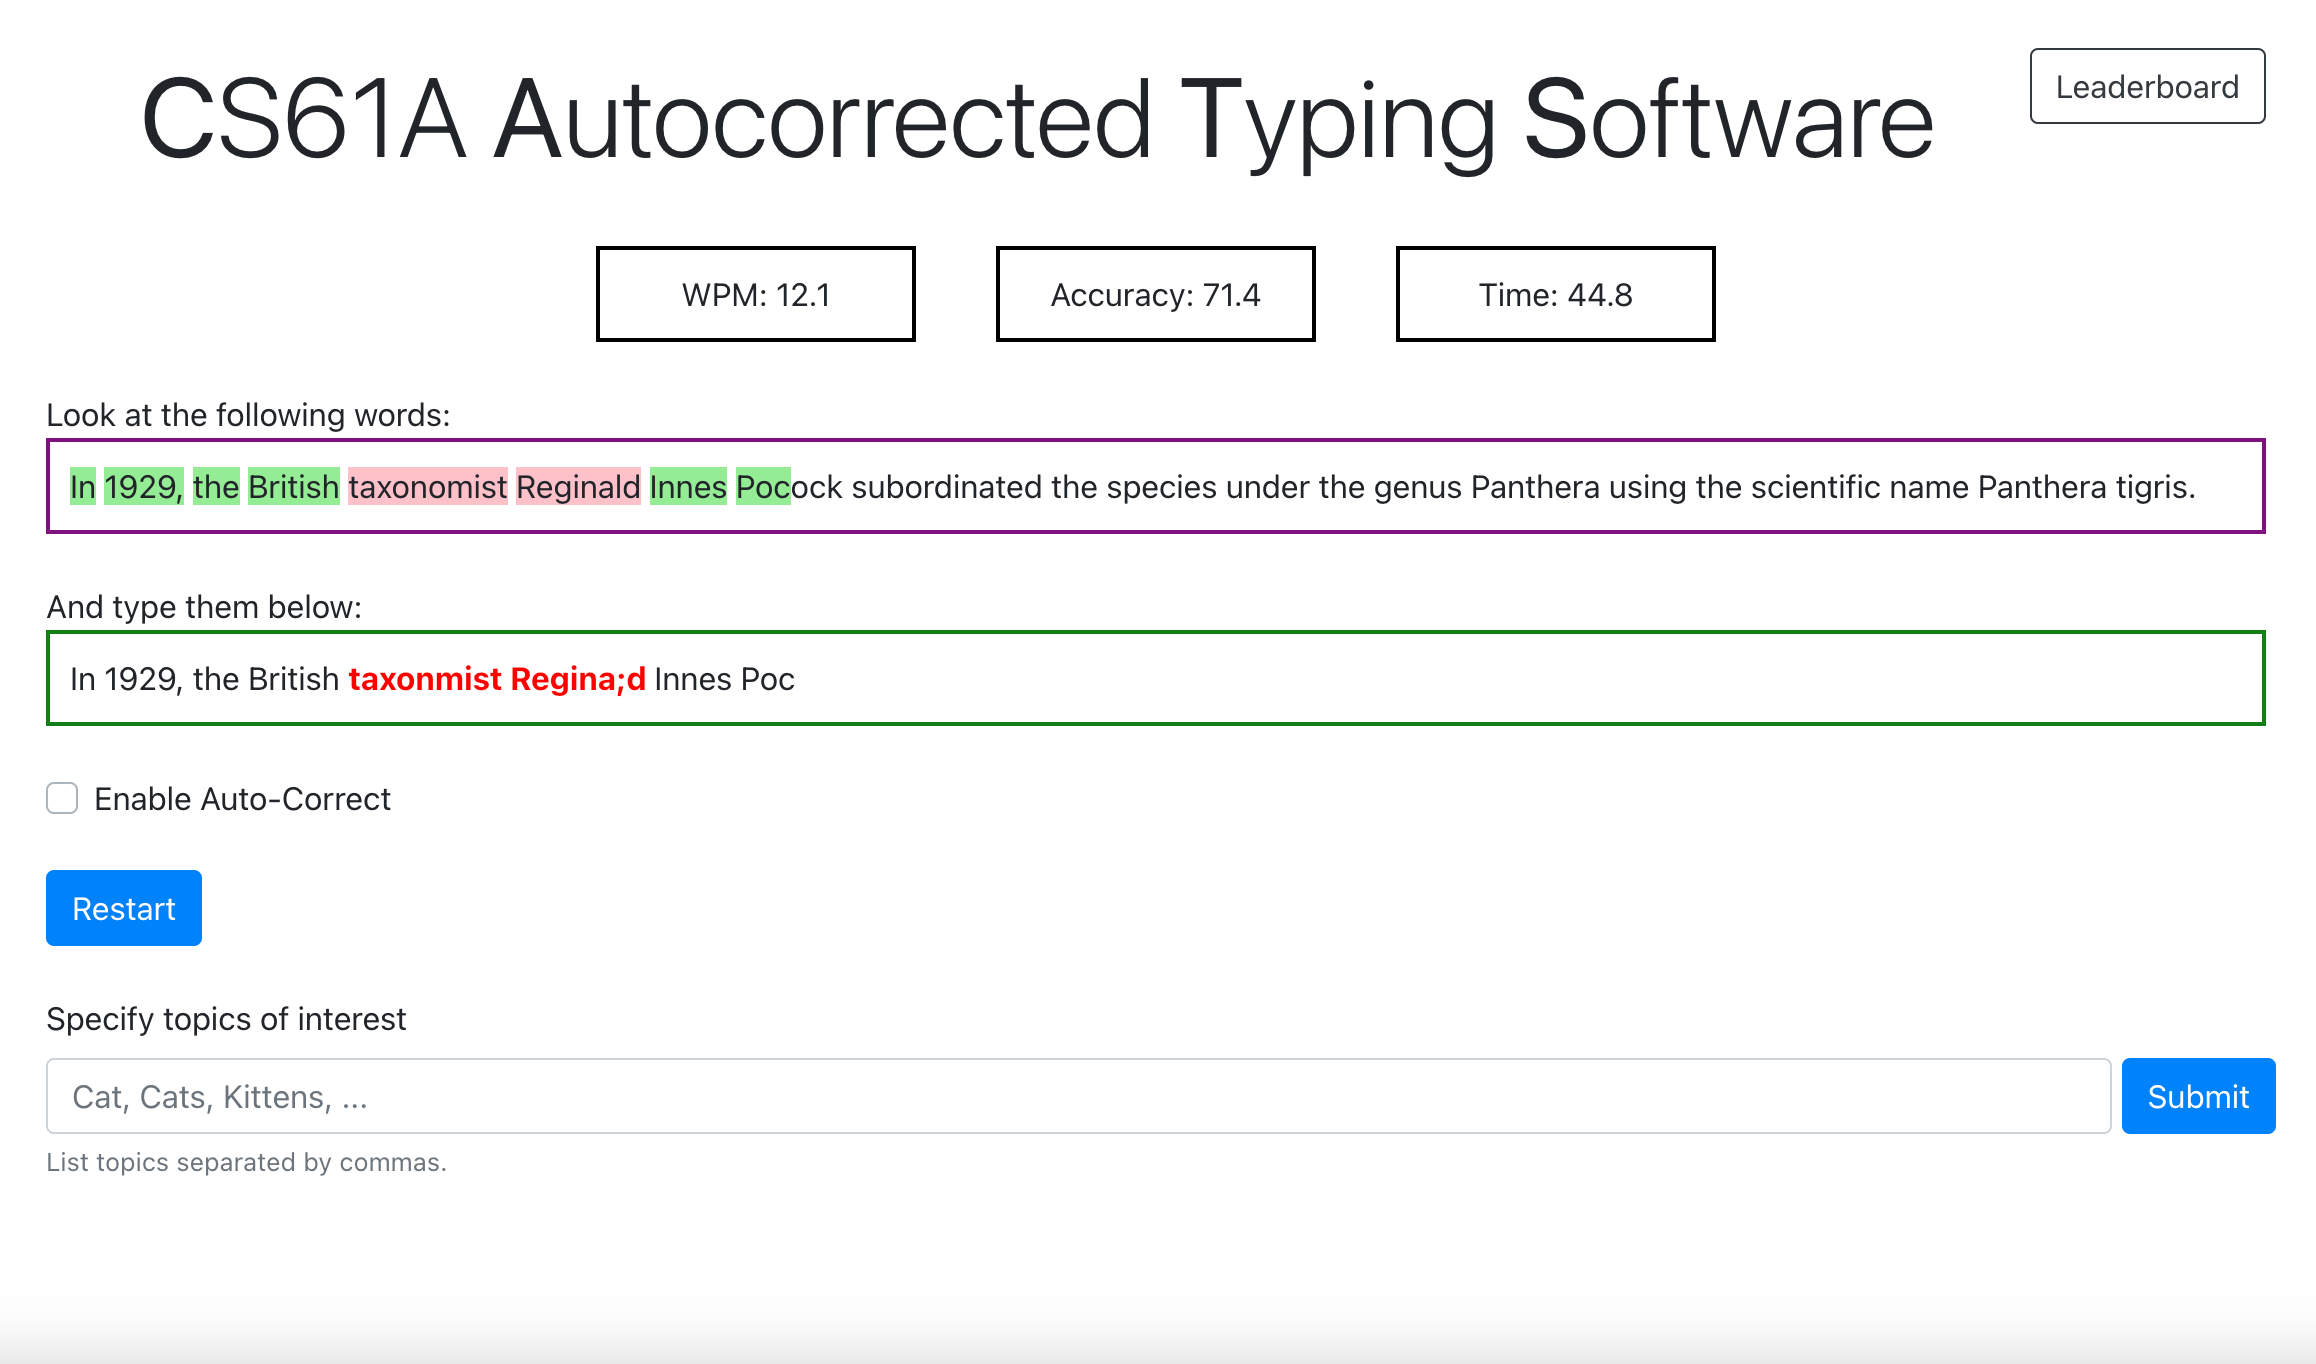 CS61A Autocorrected Typing Software
Leaderboard
WPM: 12.1
Accuracy: 71.4
Time: 44.8
Look at the following words:
In 1929, the British taxonomist Reginald Innes Pocock subordinated the species under the genus Panthera using the scientific name Panthera tigris.
And type them below:
In 1929, the British taxonmist Regina;d Innes Poc
Enable Auto-Correct
Restart
Specify topics of interest
Cat, Cats, Kittens, ...
Submit
List topics separated by commas.